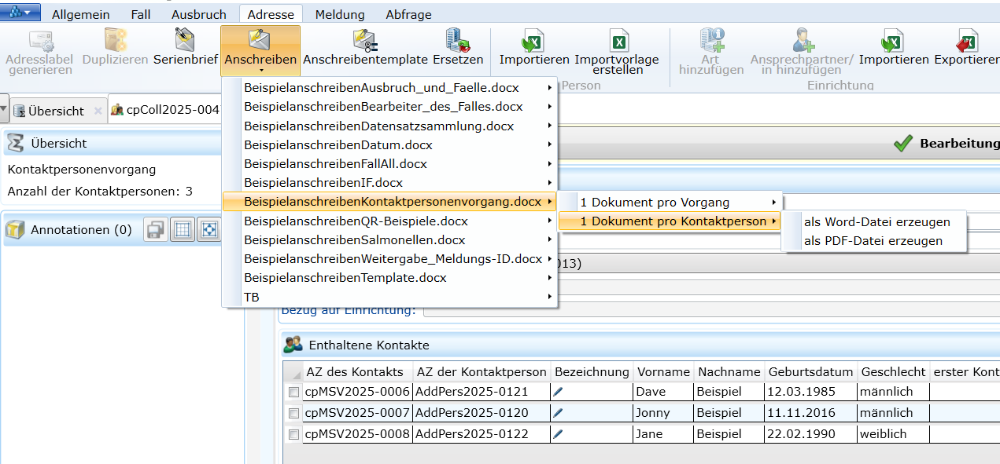 Allgemein Fall Ausbruch Adresse Meldung Abfrage
Adresslabel generieren
Duplizieren
Serienbrief
Anschreiben
Anschreibentemplate
Ersetzen
Importieren
Importvorlage erstellen
Person
Art hinzufügen
Ansprechpartner/ in hinzufügen
Importieren
Exportieren
Einrichtung
Übersicht
cpColl2025-004
Übersicht
Kontaktpersonenvorgang
Anzahl der Kontaktpersonen: 3
Annotationen (0)
BeispielanschreibenAusbruch_und_Faelle.docx
BeispielanschreibenBearbeiter_des_Falles.docx
BeispielanschreibenDatensatzsammlung.docx
BeispielanschreibenDatum.docx
BeispielanschreibenFallAll.docx
BeispielanschreibenIF.docx
BeispielanschreibenKontaktpersonenvorgang.docx
BeispielanschreibenQR-Beispiele.docx
BeispielanschreibenSalmonellen.docx
BeispielanschreibenWeitergabe_Meldungs-ID.docx
BeispielanschreibenTemplate.docx
TB
1 Dokument pro Vorgang
1 Dokument pro Kontaktperson
als Word-Datei erzeugen
als PDF-Datei erzeugen
Bearbeitung
013)
Bezug auf Einrichtung:
Enthaltene Kontakte
AZ des Kontakts AZ der Kontaktperson Bezeichnung Vorname Nachname Geburtsdatum Geschlecht erster Kont
cpMSV2025-0006 AddPers2025-0121 Dave Beispiel 12.03.1985 männlich
cpMSV2025-0007 AddPers2025-0120 Jonny Beispiel 11.11.2016 männlich
cpMSV2025-0008 AddPers2025-0122 Jane Beispiel 22.02.1990 weiblich